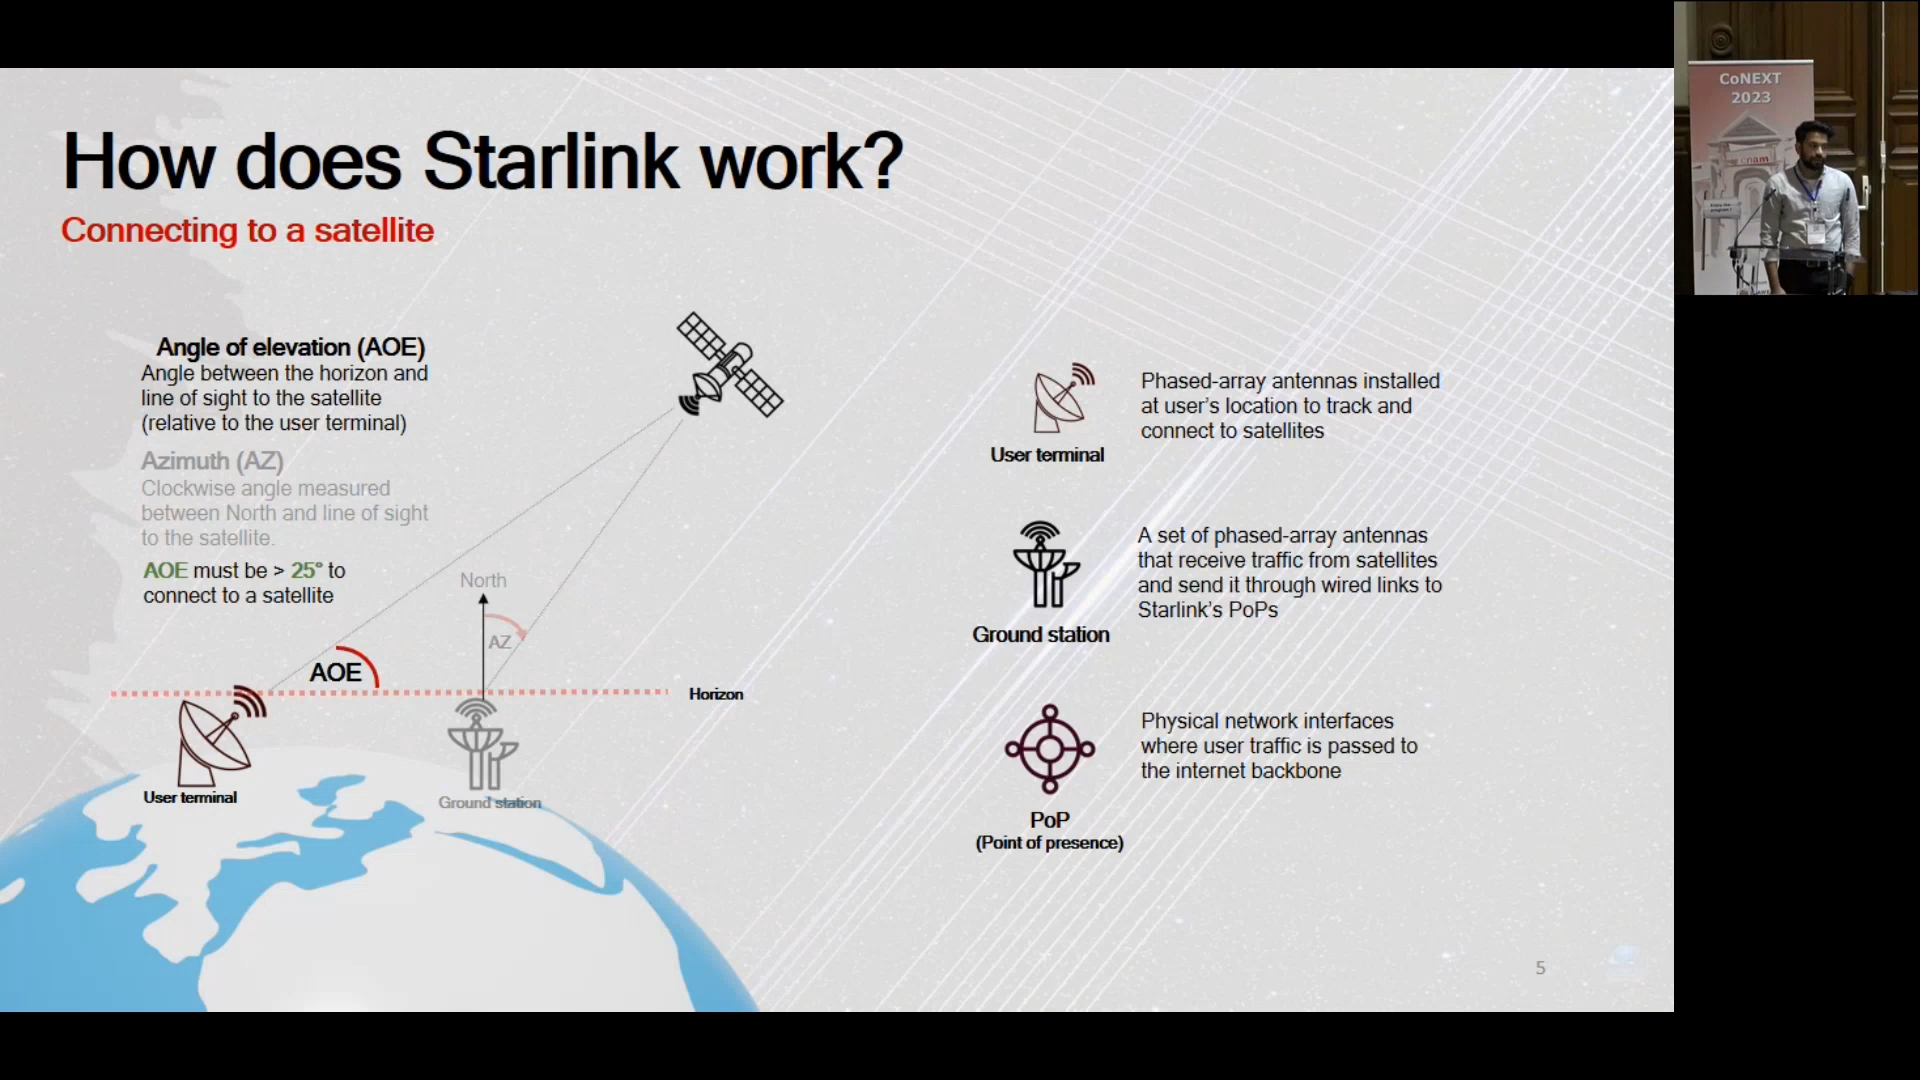 How does Starlink work?
Connecting to a satellite
Angle of elevation (AOE)
Angle between the horizon and
line of sight to the satellite
(relative to the user terminal)
Azimuth (AZ)
Clockwise angle measured
between North and line of sight
to the satellite.
AOE must be > 25° to
connect to a satellite
North
AZ
AOE
Horizon
User terminal
Ground station
User terminal
Phased-array antennas installed
at user’s location to track and
connect to satellites
Ground station
A set of phased-array antennas
that receive traffic from satellites
and send it through wired links to
Starlink’s PoPs
PoP
(Point of presence)
Physical network interfaces
where user traffic is passed to
the internet backbone
5
CoNEXT
2023
cnam